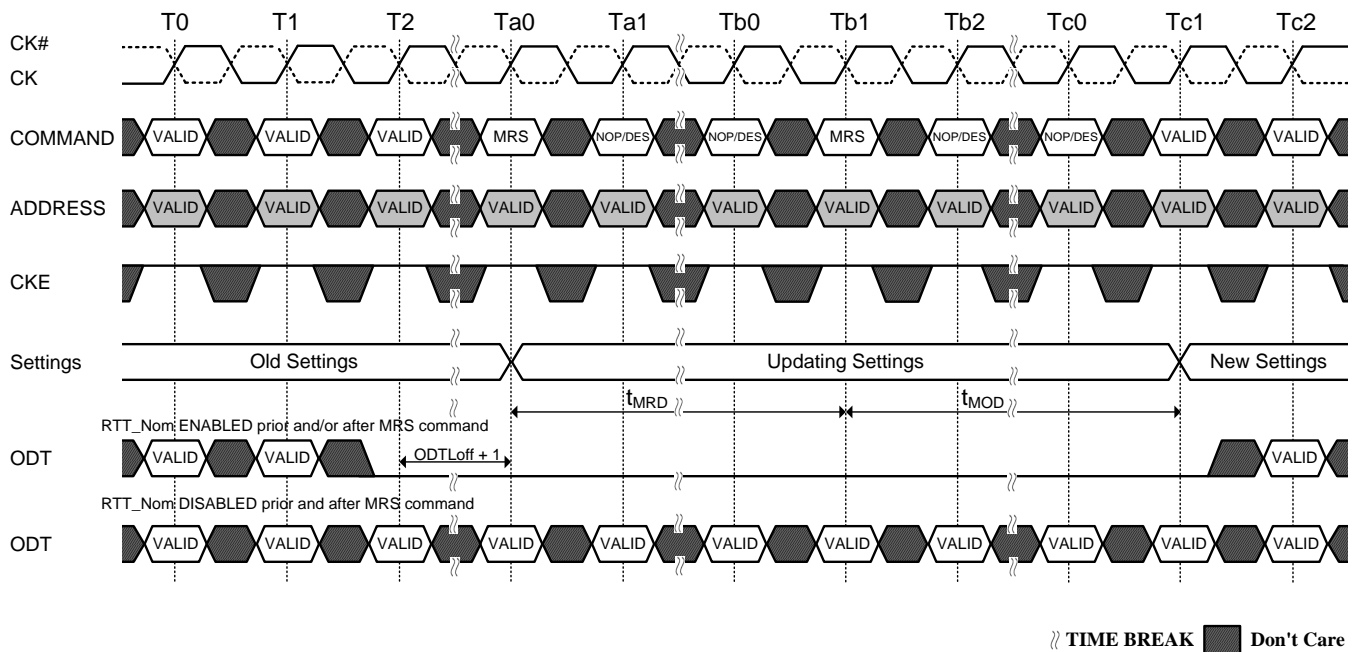 T0 T1 T2 Ta0 Ta1 Tb0 Tb1 Tb2 Tc0 Tc1 Tc2
CK#
CK
COMMAND VALID VALID VALID MRS NOP/DES NOP/DES MRS NOP/DES NOP/DES VALID VALID
ADDRESS VALID VALID VALID VALID VALID VALID VALID VALID VALID VALID VALID
CKE
Settings Old Settings Updating Settings New Settings
tMRD tMOD
RTT_Nom ENABLED prior and/or after MRS command
ODT VALID VALID ODTLoff + 1 VALID
RTT_Nom DISABLED prior and after MRS command
ODT VALID VALID VALID VALID VALID VALID VALID VALID VALID VALID VALID
TIME BREAK Don't Care